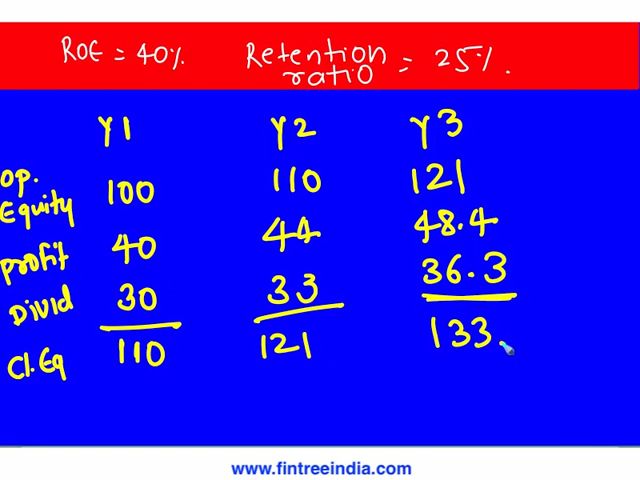 ROE = 40% Retention ratio = 25%.
Y1 Y2 Y3
Op. Equity 100 110 121
Profit 40 44 48.4
Divid 30 33 36.3
Cl. Eq 110 121 133.
www.fintreeindia.com